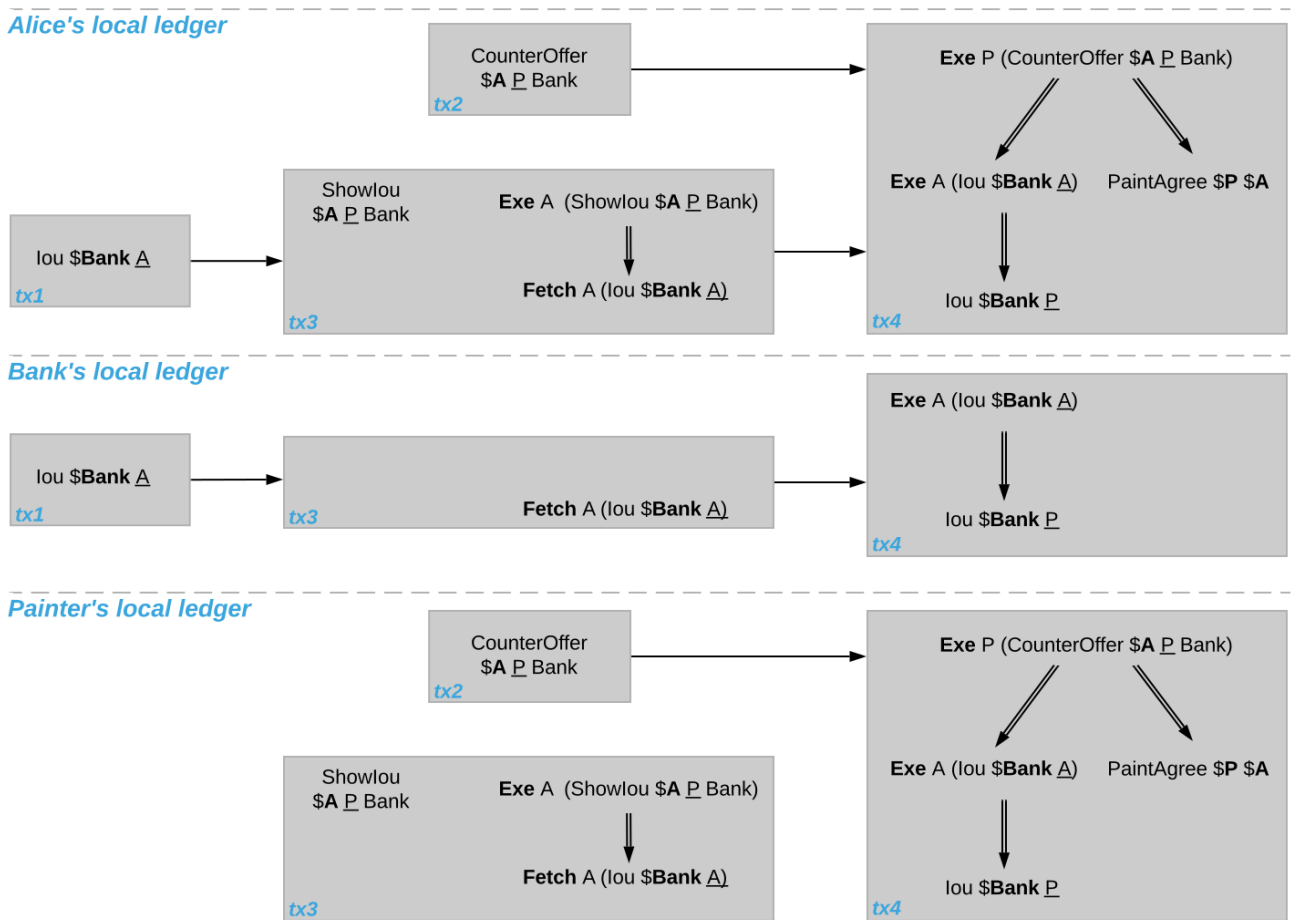 Alice's local ledger
CounterOffer
$A P Bank
tx2
Exe P (CounterOffer $A P Bank)
Exe A (Iou $Bank A)
PaintAgree $P $A
Iou $Bank P
tx4
ShowIou
$A P Bank
Exe A (ShowIou $A P Bank)
Fetch A (Iou $Bank A)
tx3
Iou $Bank A
tx1
Bank's local ledger
Iou $Bank A
tx1
Fetch A (Iou $Bank A)
tx3
Exe A (Iou $Bank A)
Iou $Bank P
tx4
Painter's local ledger
CounterOffer
$A P Bank
tx2
Exe P (CounterOffer $A P Bank)
Exe A (Iou $Bank A)
PaintAgree $P $A
Iou $Bank P
tx4
ShowIou
$A P Bank
Exe A (ShowIou $A P Bank)
Fetch A (Iou $Bank A)
tx3